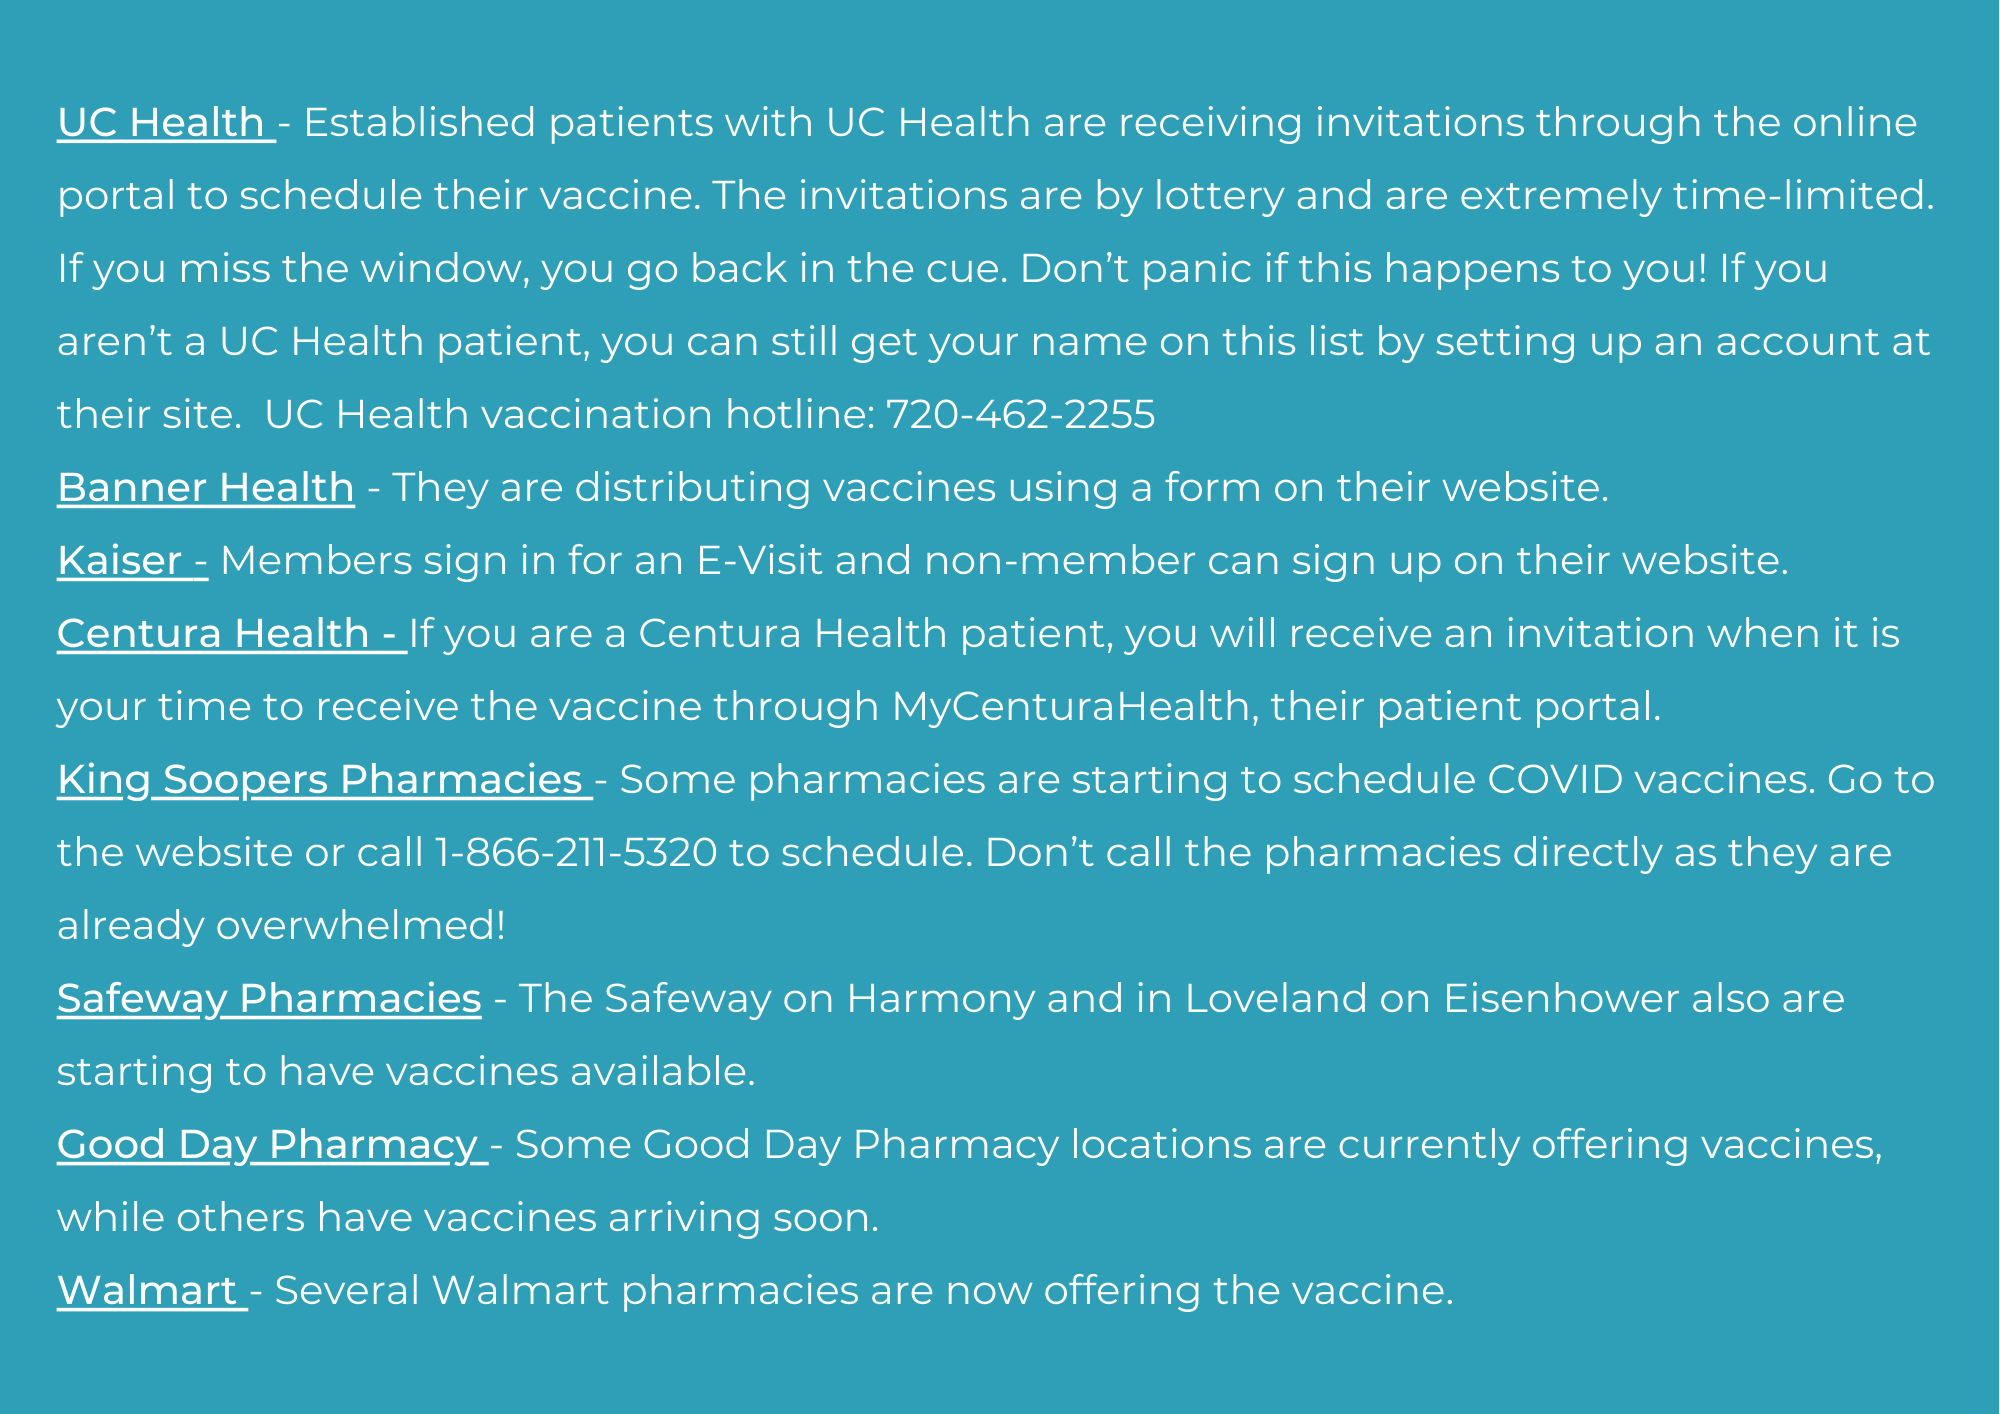 UC Health - Established patients with UC Health are receiving invitations through the online
portal to schedule their vaccine. The invitations are by lottery and are extremely time-limited.
If you miss the window, you go back in the cue. Don’t panic if this happens to you! If you
aren’t a UC Health patient, you can still get your name on this list by setting up an account at
their site.  UC Health vaccination hotline: 720-462-2255
Banner Health - They are distributing vaccines using a form on their website.
Kaiser - Members sign in for an E-Visit and non-member can sign up on their website.
Centura Health - If you are a Centura Health patient, you will receive an invitation when it is
your time to receive the vaccine through MyCenturaHealth, their patient portal.
King Soopers Pharmacies - Some pharmacies are starting to schedule COVID vaccines. Go to
the website or call 1-866-211-5320 to schedule. Don’t call the pharmacies directly as they are
already overwhelmed!
Safeway Pharmacies - The Safeway on Harmony and in Loveland on Eisenhower also are
starting to have vaccines available.
Good Day Pharmacy - Some Good Day Pharmacy locations are currently offering vaccines,
while others have vaccines arriving soon.
Walmart - Several Walmart pharmacies are now offering the vaccine.